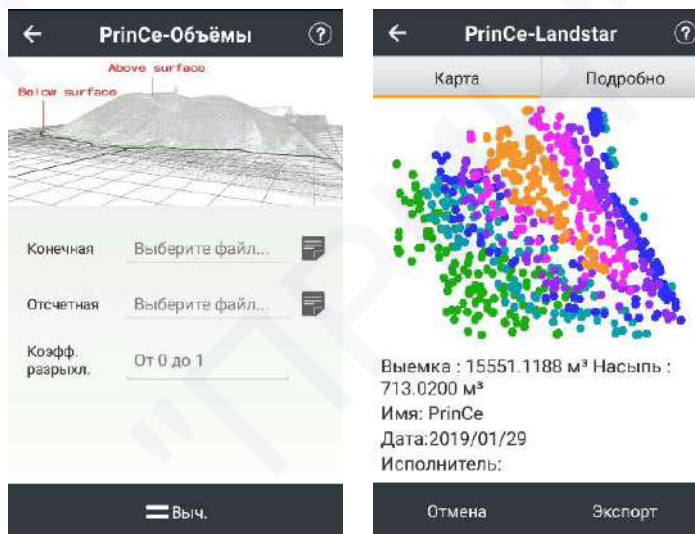 PrinCe-Объёмы
Above surface
Below surface
Конечная Выберите файл...
Отсчетная Выберите файл...
Коэфф.
разрыхл. От 0 до 1
Выч.
PrinCe-Landstar
Карта Подробно
Выемка : 15551.1188 м³ Насыпь :
713.0200 м³
Имя: PrinCe
Дата:2019/01/29
Исполнитель:
Отмена Экспорт